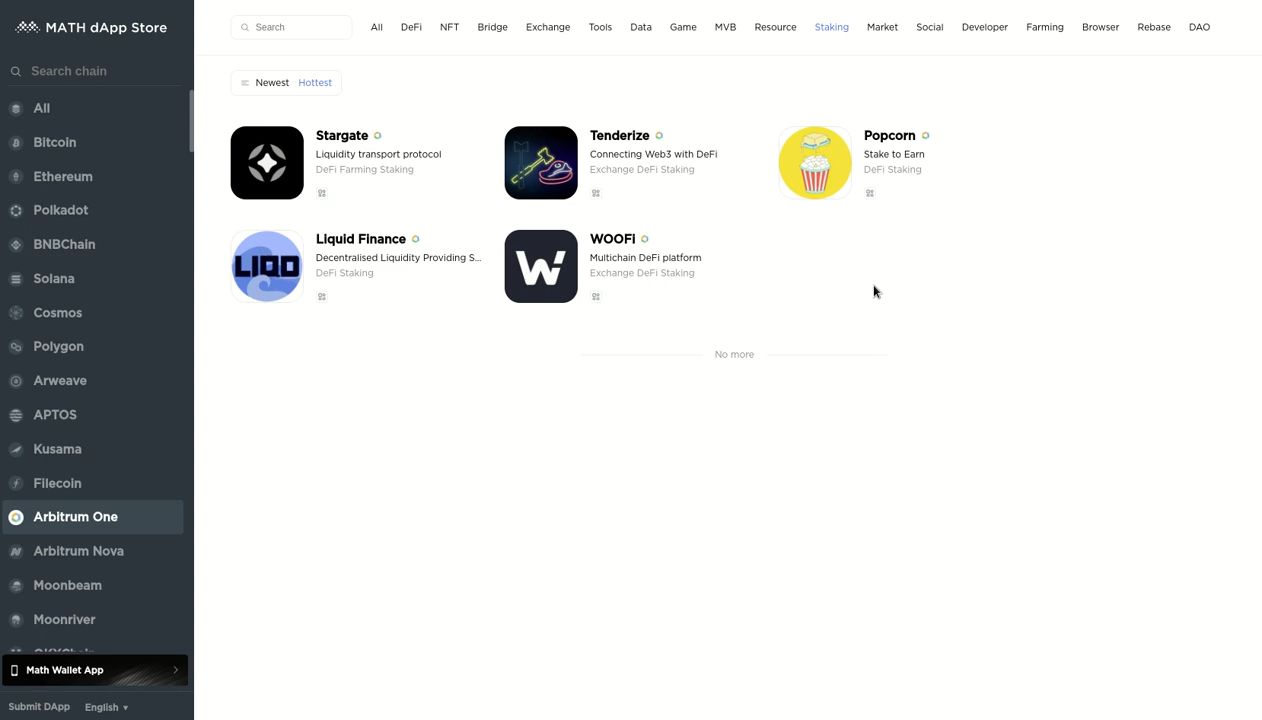 MATH dApp Store
Search chain
All
Bitcoin
Ethereum
Polkadot
BNBChain
Solana
Cosmos
Polygon
Arweave
APTOS
Kusama
Filecoin
Arbitrum One
Arbitrum Nova
Moonbeam
Moonriver
OKXChain
Math Wallet App
Submit DApp English ▾
Search
All DeFi NFT Bridge Exchange Tools Data Game MVB Resource Staking Market Social Developer Farming Browser Rebase DAO
Newest Hottest
Stargate
Liquidity transport protocol
DeFi Farming Staking
Tenderize
Connecting Web3 with DeFi
Exchange DeFi Staking
Popcorn
Stake to Earn
DeFi Staking
LIQD
Liquid Finance
Decentralised Liquidity Providing S...
DeFi Staking
WOOFi
Multichain DeFi platform
Exchange DeFi Staking
No more